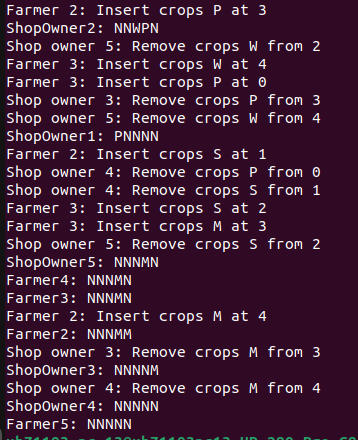 Farmer 2: Insert crops P at 3
ShopOwner2: NNWPN
Shop owner 5: Remove crops W from 2
Farmer 3: Insert crops W at 4
Farmer 3: Insert crops P at 0
Shop owner 3: Remove crops P from 3
Shop owner 5: Remove crops W from 4
ShopOwner1: PNNNN
Farmer 2: Insert crops S at 1
Shop owner 4: Remove crops P from 0
Shop owner 4: Remove crops S from 1
Farmer 3: Insert crops S at 2
Farmer 3: Insert crops M at 3
Shop owner 5: Remove crops S from 2
ShopOwner5: NNNMN
Farmer4: NNNMN
Farmer3: NNNMN
Farmer 2: Insert crops M at 4
Farmer2: NNNMM
Shop owner 3: Remove crops M from 3
ShopOwner3: NNNNM
Shop owner 4: Remove crops M from 4
ShopOwner4: NNNNN
Farmer5: NNNNN